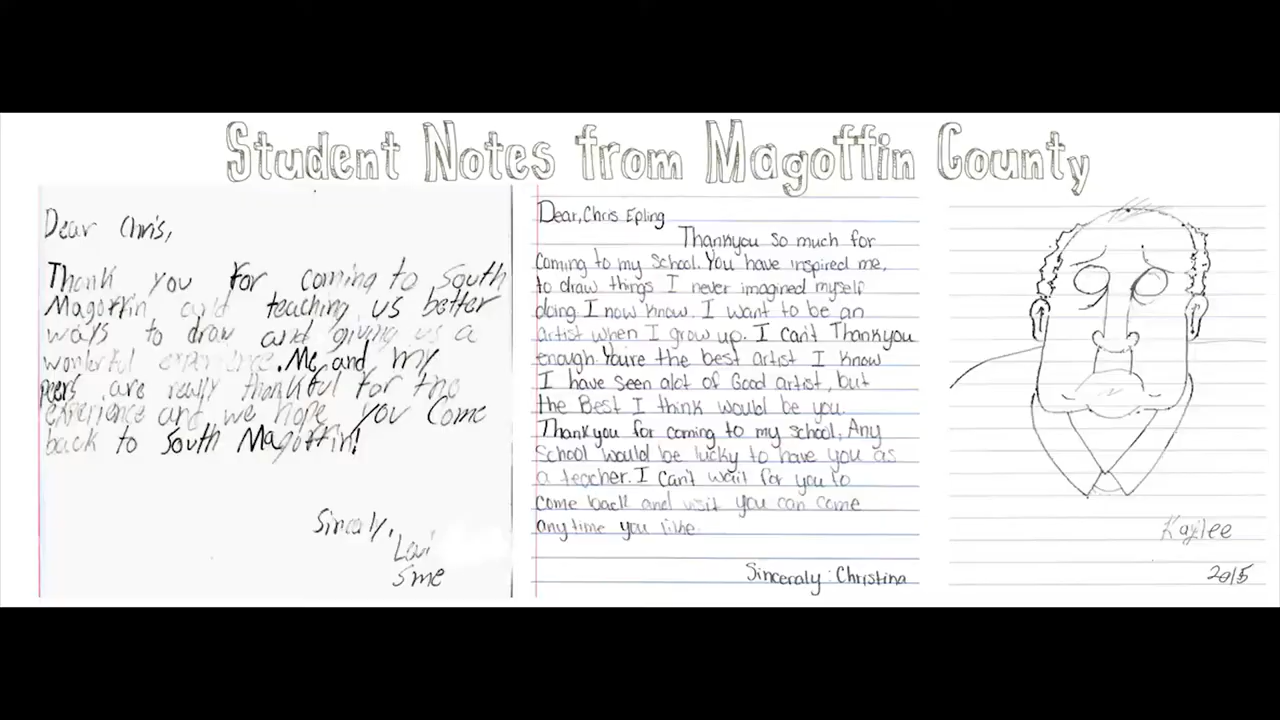 Student Notes from Magoffin County
Dear Chris,
Thank you for coming to South
Magoffin and teaching us better
ways to draw and giving us a
wonderful experience. Me and my
peers are really thankful for the
experience and we hope you come
back to South Magoffin!
Sincerly,
Levi
SME
Dear, Chris Epling
Thankyou so much for
coming to my School. You have inspired me,
to draw things I never imagined myself
doing I now know. I want to be an
artist when I grow up. I can't Thankyou
enough. You're the best artist I know
I have seen alot of Good artist, but
the Best I think would be you.
Thankyou for coming to my school, Any
School would be lucky to have you as
a teacher. I can't wait for you to
come back and visit you can come
anytime you like
Sinceraly: Christina
Kaylee
2015